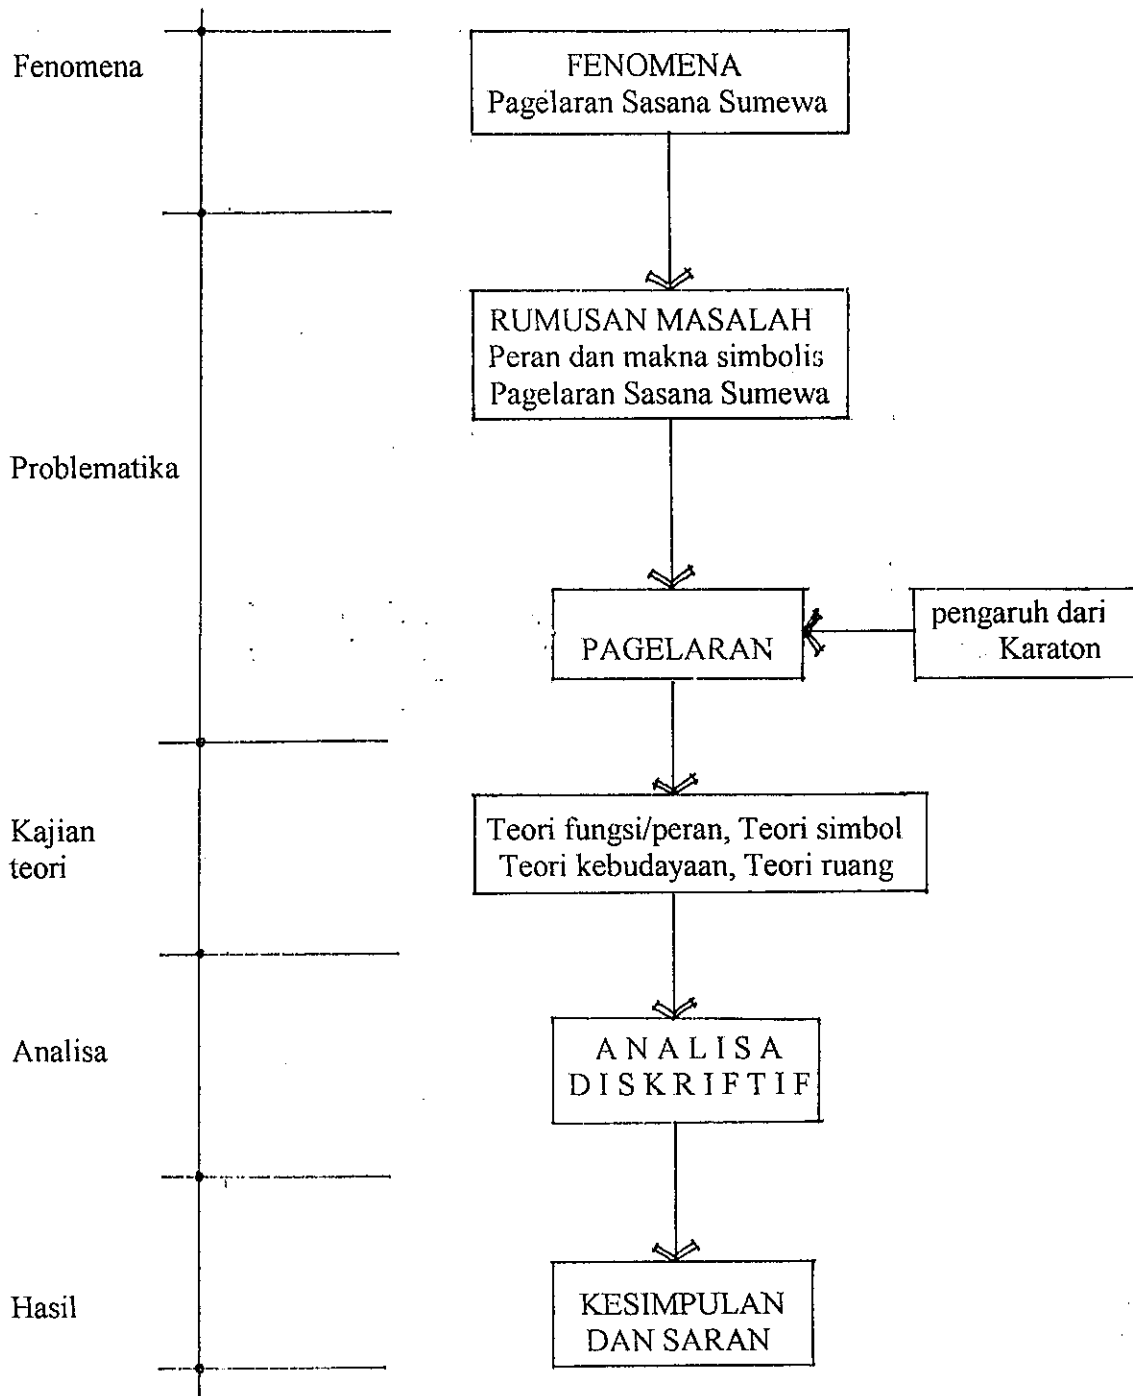 Fenomena
FENOMENA
Pagelaran Sasana Sumewa
RUMUSAN MASALAH
Peran dan makna simbolis
Pagelaran Sasana Sumewa
Problematika
PAGELARAN
pengaruh dari
Karaton
Kajian
teori
Teori fungsi/peran, Teori simbol
Teori kebudayaan, Teori ruang
Analisa
A N A L I S A
D I S K R I F T I F
Hasil
KESIMPULAN
DAN SARAN